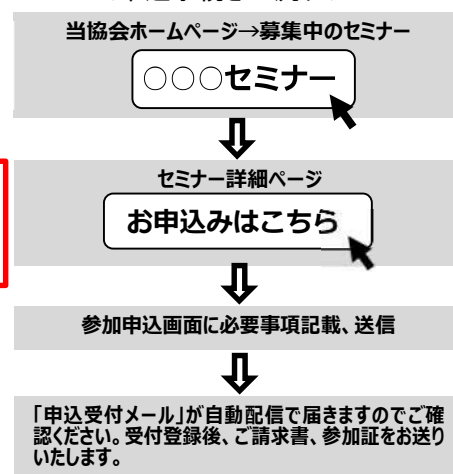 当協会ホームページ→募集中のセミナー
○○○セミナー
セミナー詳細ページ
お申込みはこちら
参加申込画面に必要事項記載、送信
「申込受付メール」が自動配信で届きますのでご確
認ください。受付登録後、ご請求書、参加証をお送り
いたします。